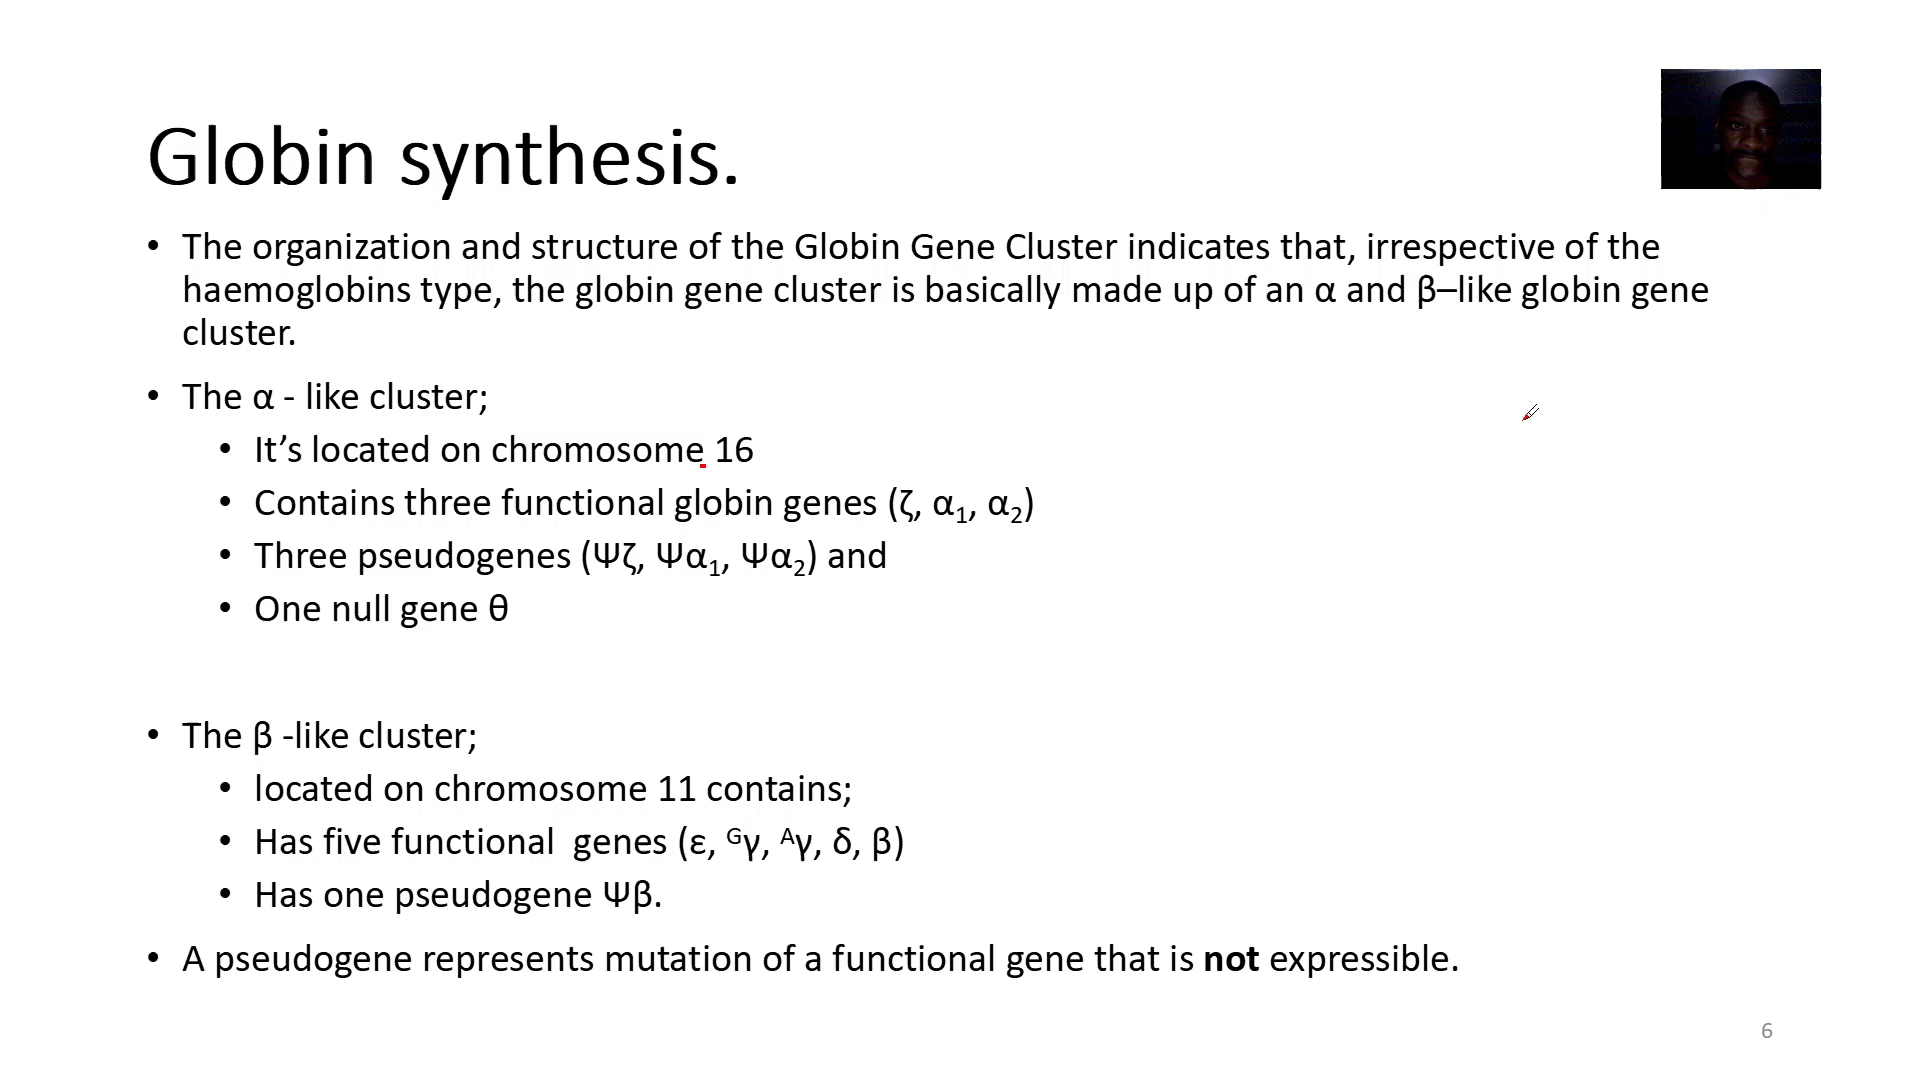 Globin synthesis.
• The organization and structure of the Globin Gene Cluster indicates that, irrespective of the
haemoglobins type, the globin gene cluster is basically made up of an α and β–like globin gene
cluster.
• The α - like cluster;
• It’s located on chromosome 16
• Contains three functional globin genes (ζ, α₁, α₂)
• Three pseudogenes (Ψζ, Ψα₁, Ψα₂) and
• One null gene θ
• The β -like cluster;
• located on chromosome 11 contains;
• Has five functional  genes (ε, ᴳγ, ᴬγ, δ, β)
• Has one pseudogene Ψβ.
• A pseudogene represents mutation of a functional gene that is not expressible.
6